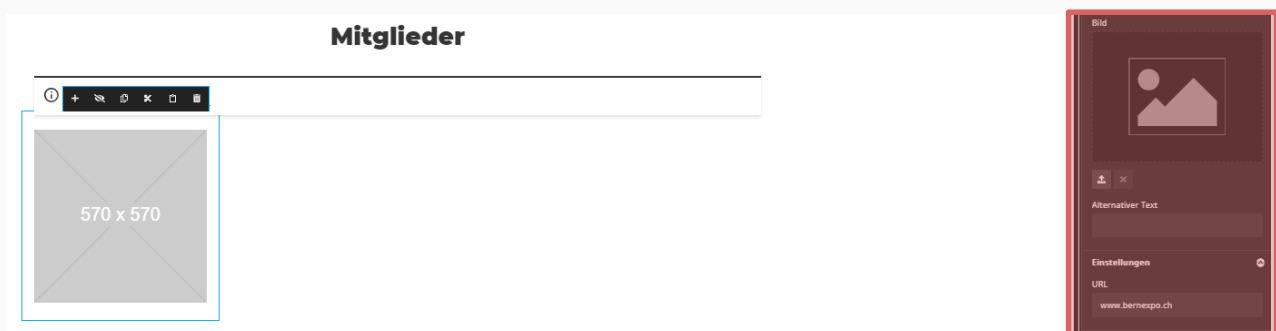 Mitglieder
570 x 570
Bild
Alternativer Text
Einstellungen
URL
www.bernexpo.ch